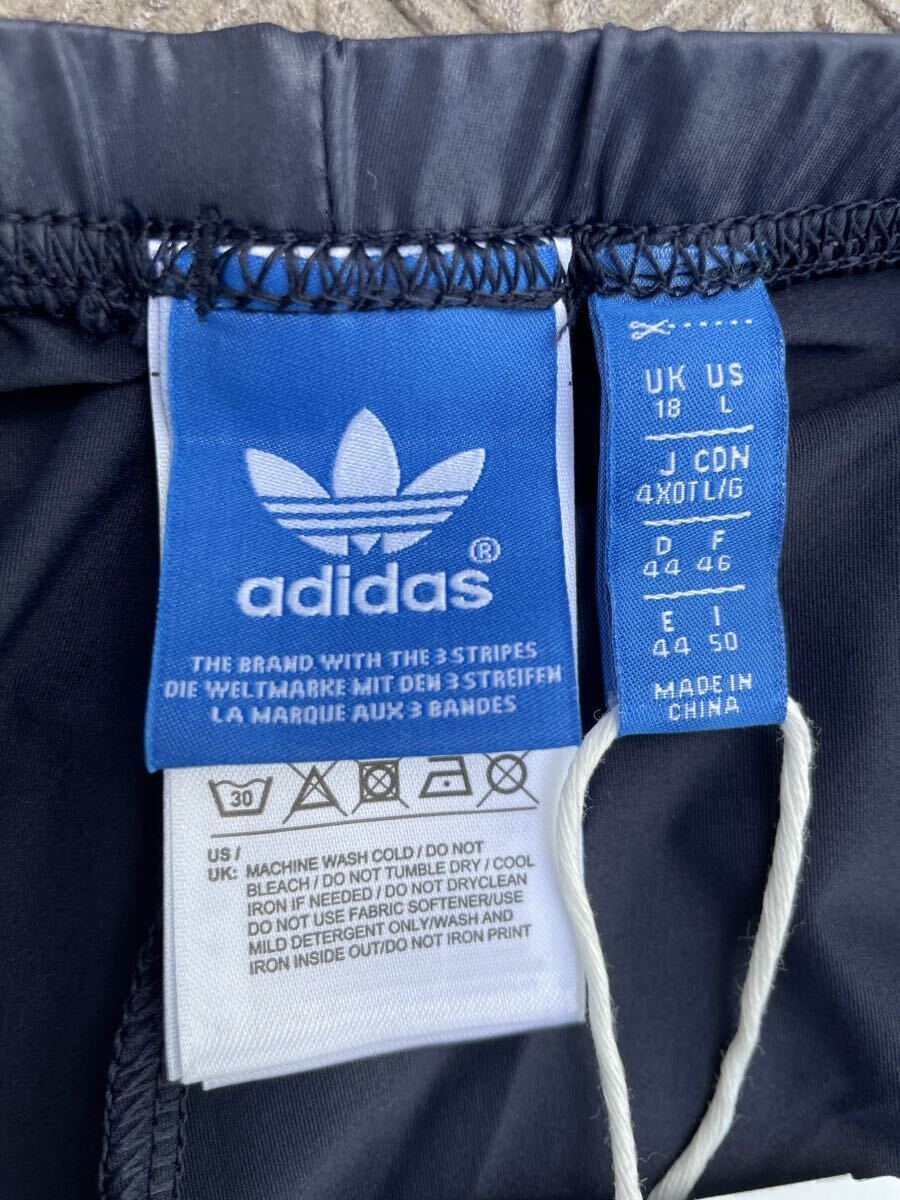 adidas®
THE BRAND WITH THE 3 STRIPES
DIE WELTMARKE MIT DEN 3 STREIFEN
LA MARQUE AUX 3 BANDES
30
US /
UK: MACHINE WASH COLD / DO NOT
BLEACH / DO NOT TUMBLE DRY / COOL
IRON IF NEEDED / DO NOT DRYCLEAN
DO NOT USE FABRIC SOFTENER/USE
MILD DETERGENT ONLY/WASH AND
IRON INSIDE OUT/DO NOT IRON PRINT
UK US
18 L
J CDN
4XOT L/G
D F
44 46
E I
44 50
MADE IN
CHINA